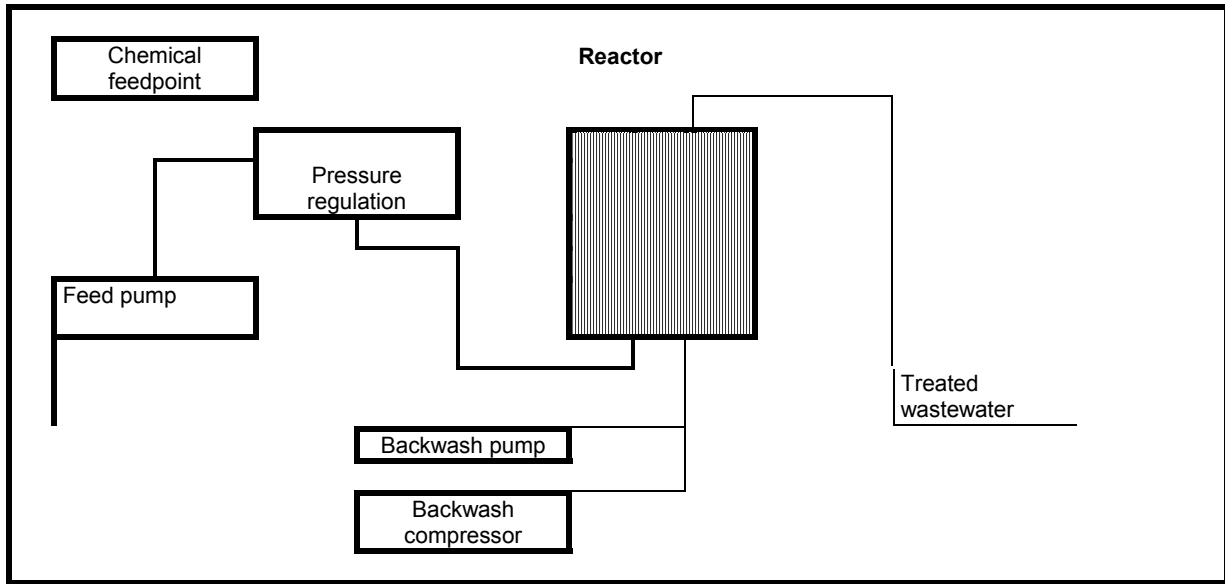 Chemical
feedpoint
Reactor
Pressure
regulation
Feed pump
Treated
wastewater
Backwash pump
Backwash
compressor